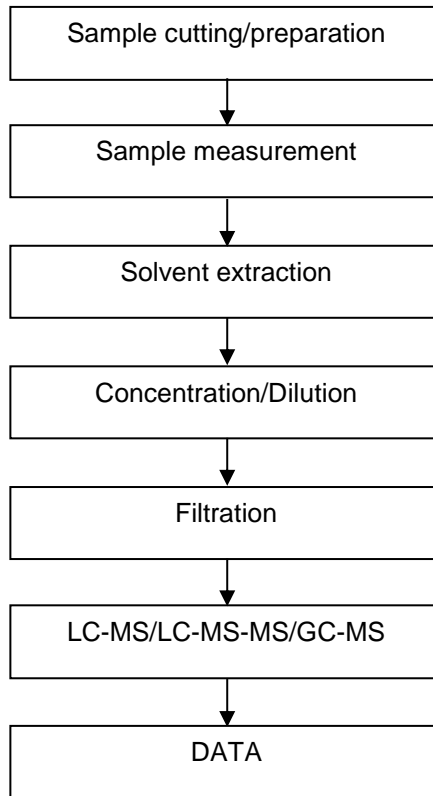 Sample cutting/preparation
Sample measurement
Solvent extraction
Concentration/Dilution
Filtration
LC-MS/LC-MS-MS/GC-MS
DATA